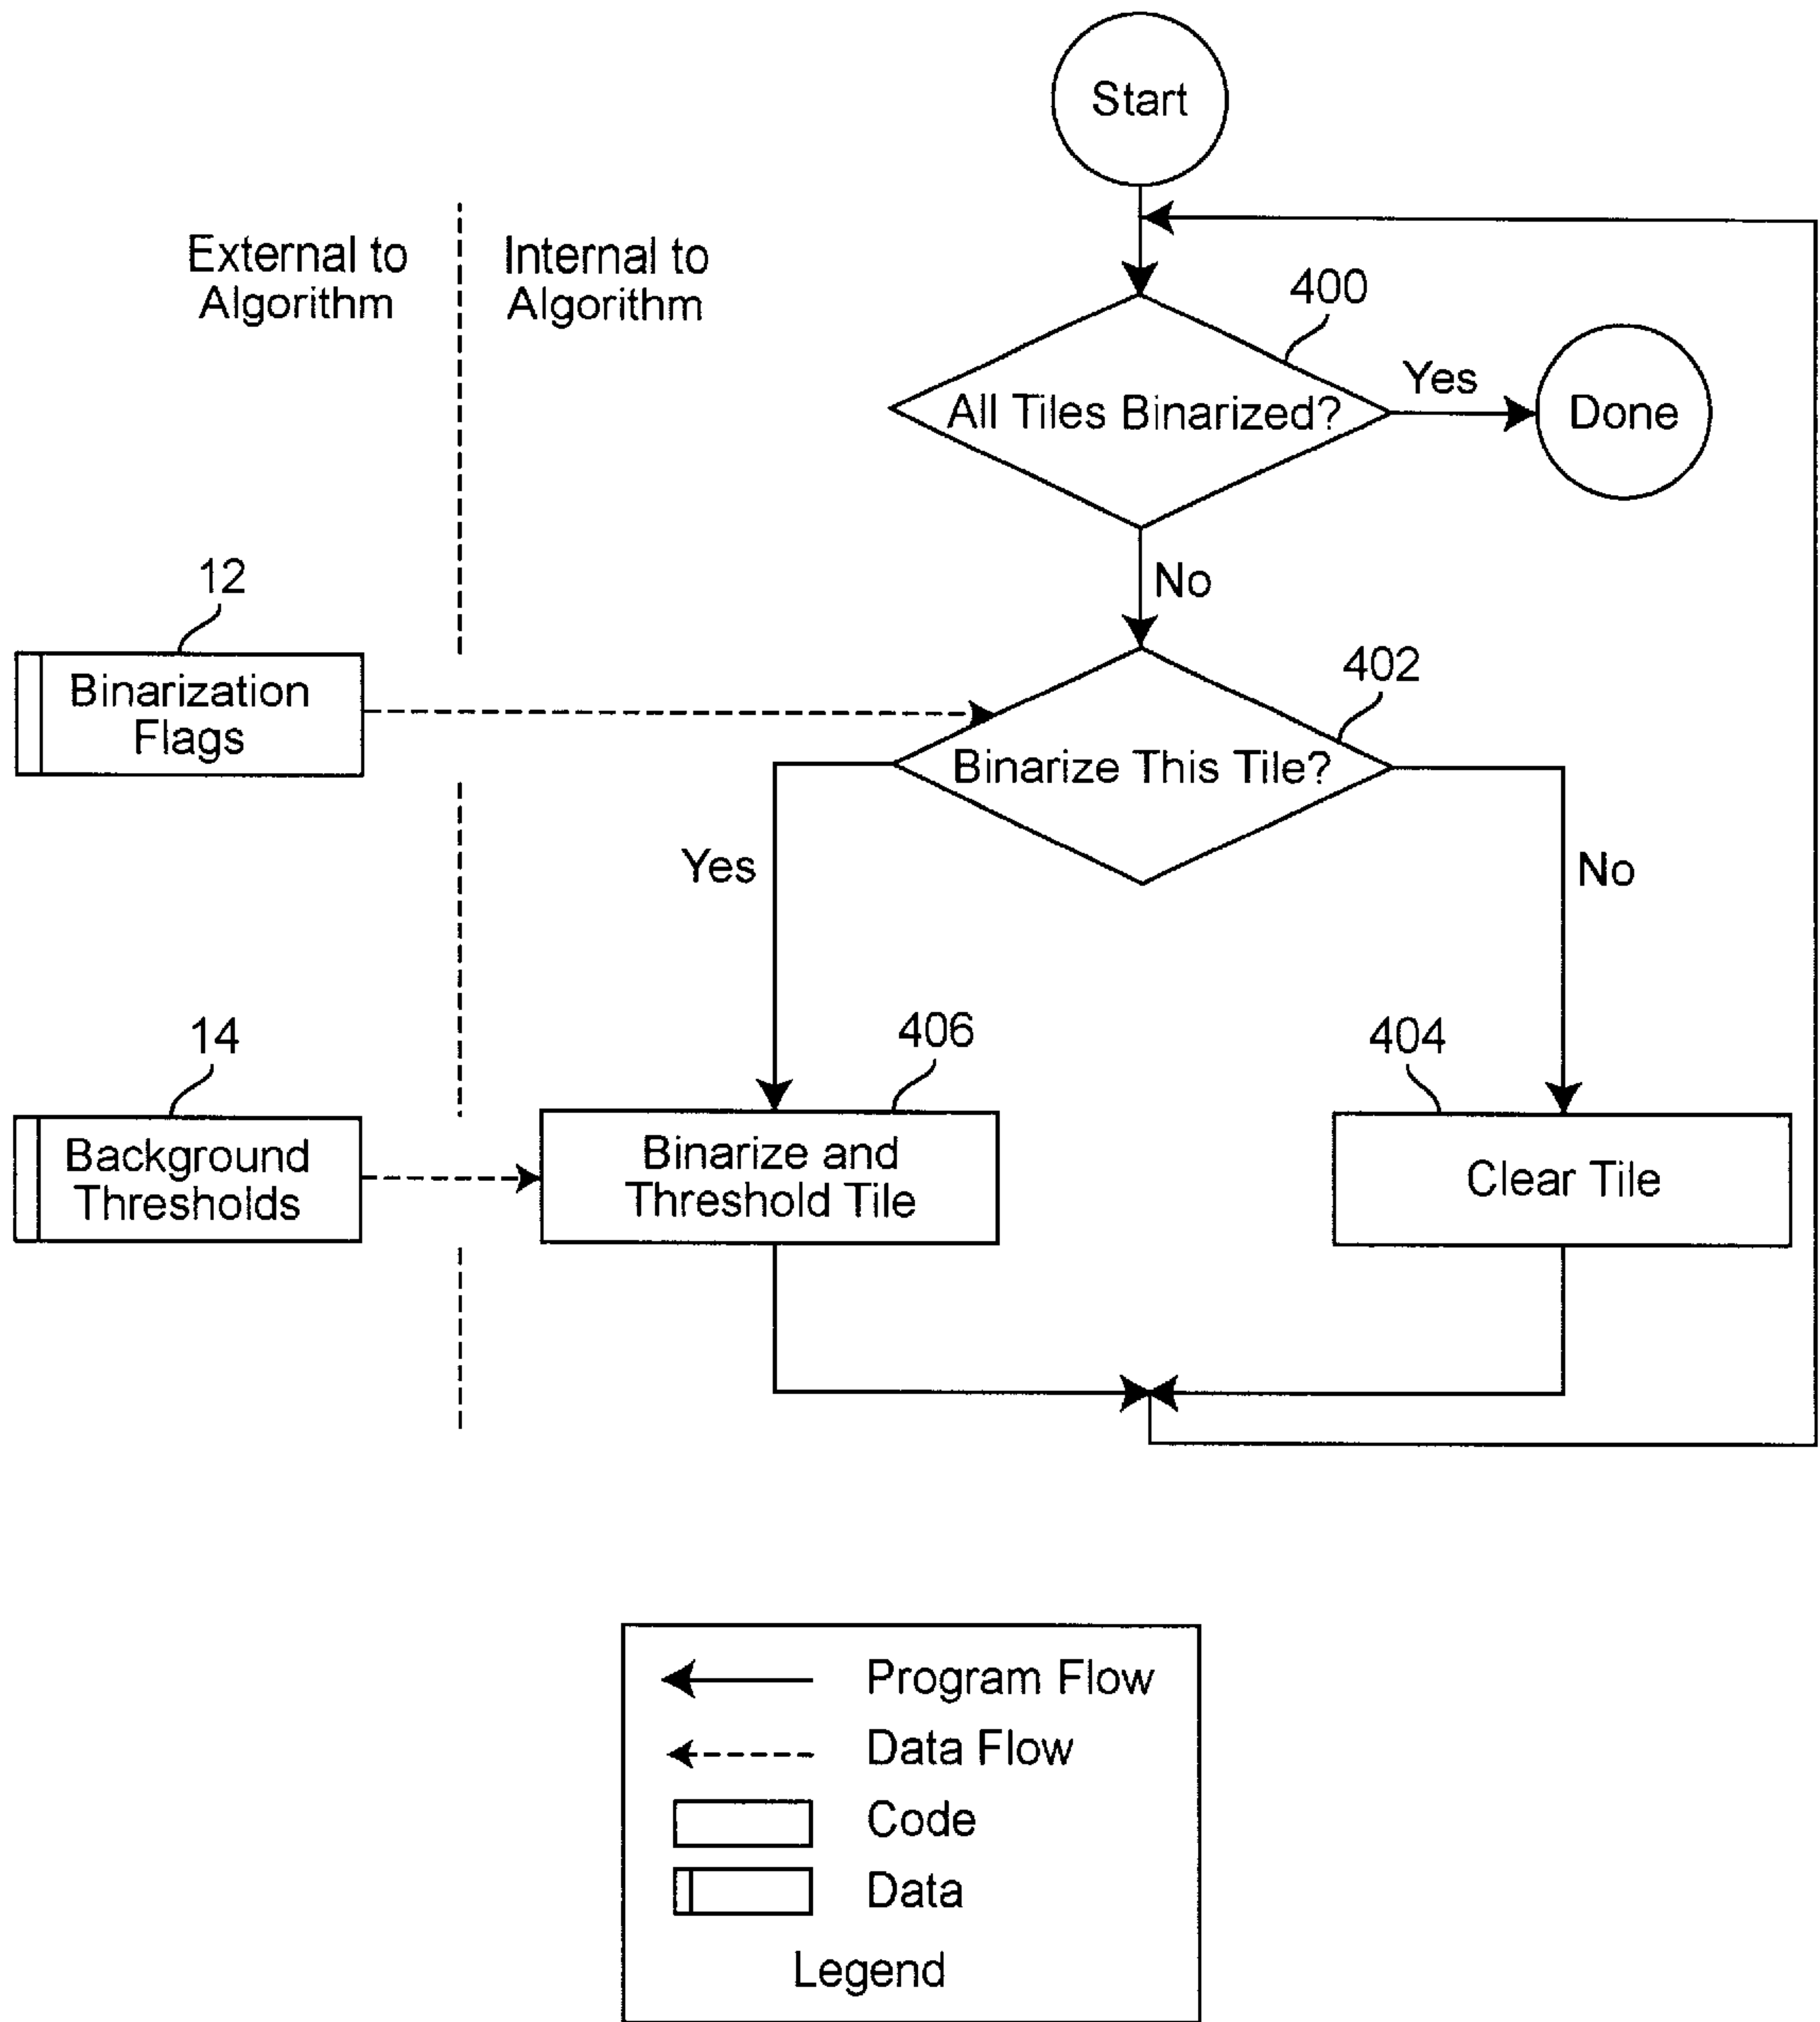 Start
External to
Algorithm
Internal to
Algorithm
400
All Tiles Binarized?
Yes
Done
No
12
Binarization
Flags
402
Binarize This Tile?
Yes
No
14
Background
Thresholds
406
Binarize and
Threshold Tile
404
Clear Tile
Program Flow
Data Flow
Code
Data
Legend